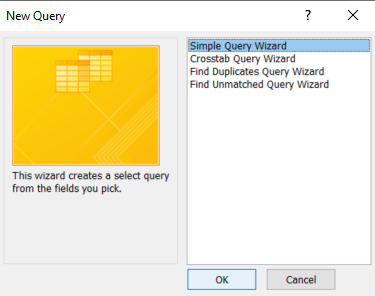 New Query
?
Simple Query Wizard
Crosstab Query Wizard
Find Duplicates Query Wizard
Find Unmatched Query Wizard
This wizard creates a select query
from the fields you pick.
OK
Cancel